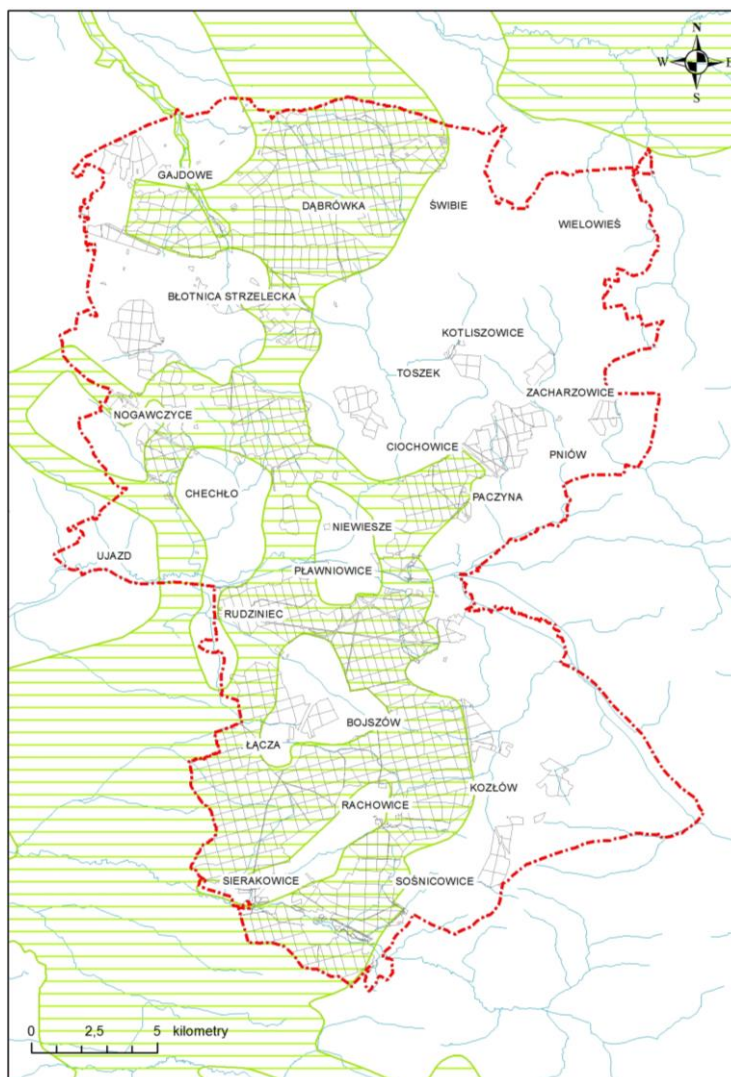 N
W E
S
GAJDOWE
DĄBRÓWKA
ŚWIBIE
WIELOWIEŚ
BŁOTNICA STRZELECKA
KOTLISZOWICE
TOSZEK
ZACHARZOWICE
NOGAWCZYCE
CIOCHOWICE
PNIÓW
CHECHŁO
PACZYNA
NIEWIESZE
UJAZD
PŁAWNIOWICE
RUDZINIEC
BOJSZÓW
ŁĄCZA
KOZŁÓW
RACHOWICE
SIERAKOWICE
SOŚNICOWICE
0 2,5 5 kilometry